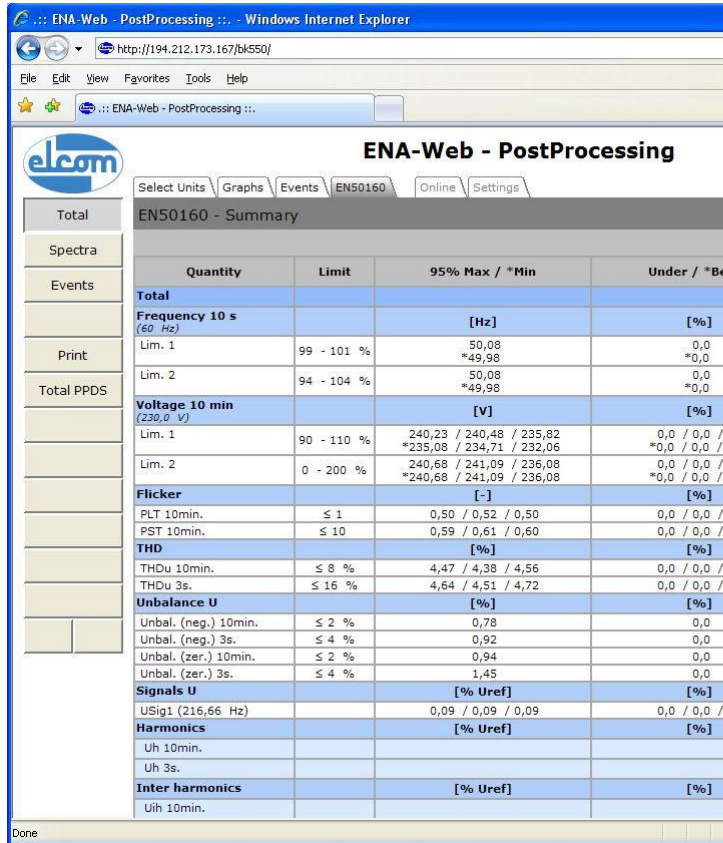 .:: ENA-Web - PostProcessing ::. - Windows Internet Explorer
http://194.212.173.167/bk550/
File Edit View Favorites Tools Help
.:: ENA-Web - PostProcessing ::.
elcom
ENA-Web - PostProcessing
Select Units Graphs Events EN50160 Online Settings
Total
Spectra
Events
Print
Total PPDS
EN50160 - Summary
Quantity Limit 95% Max / *Min Under / *Be
Total
Frequency 10 s [Hz] [%]
(60 Hz)
Lim. 1 99 - 101 % 50,08 0,0
*49,98 *0,0
Lim. 2 94 - 104 % 50,08 0,0
*49,98 *0,0
Voltage 10 min [V] [%]
(230,0 V)
Lim. 1 90 - 110 % 240,23 / 240,48 / 235,82 0,0 / 0,0 /
*235,08 / 234,71 / 232,06 *0,0 / 0,0 /
Lim. 2 0 - 200 % 240,68 / 241,09 / 236,08 0,0 / 0,0 /
*240,68 / 241,09 / 236,08 *0,0 / 0,0 /
Flicker [-] [%]
PLT 10min. ≤ 1 0,50 / 0,52 / 0,50 0,0 / 0,0 /
PST 10min. ≤ 10 0,59 / 0,61 / 0,60 0,0 / 0,0 /
THD [%] [%]
THDu 10min. ≤ 8 % 4,47 / 4,38 / 4,56 0,0 / 0,0 /
THDu 3s. ≤ 16 % 4,64 / 4,51 / 4,72 0,0 / 0,0 /
Unbalance U [%] [%]
Unbal. (neg.) 10min. ≤ 2 % 0,78 0,0
Unbal. (neg.) 3s. ≤ 4 % 0,92 0,0
Unbal. (zer.) 10min. ≤ 2 % 0,94 0,0
Unbal. (zer.) 3s. ≤ 4 % 1,45 0,0
Signals U [% Uref] [%]
USig1 (216,66 Hz) 0,09 / 0,09 / 0,09 0,0 / 0,0 /
Harmonics [% Uref] [%]
Uh 10min.
Uh 3s.
Inter harmonics [% Uref] [%]
Uih 10min.
Done